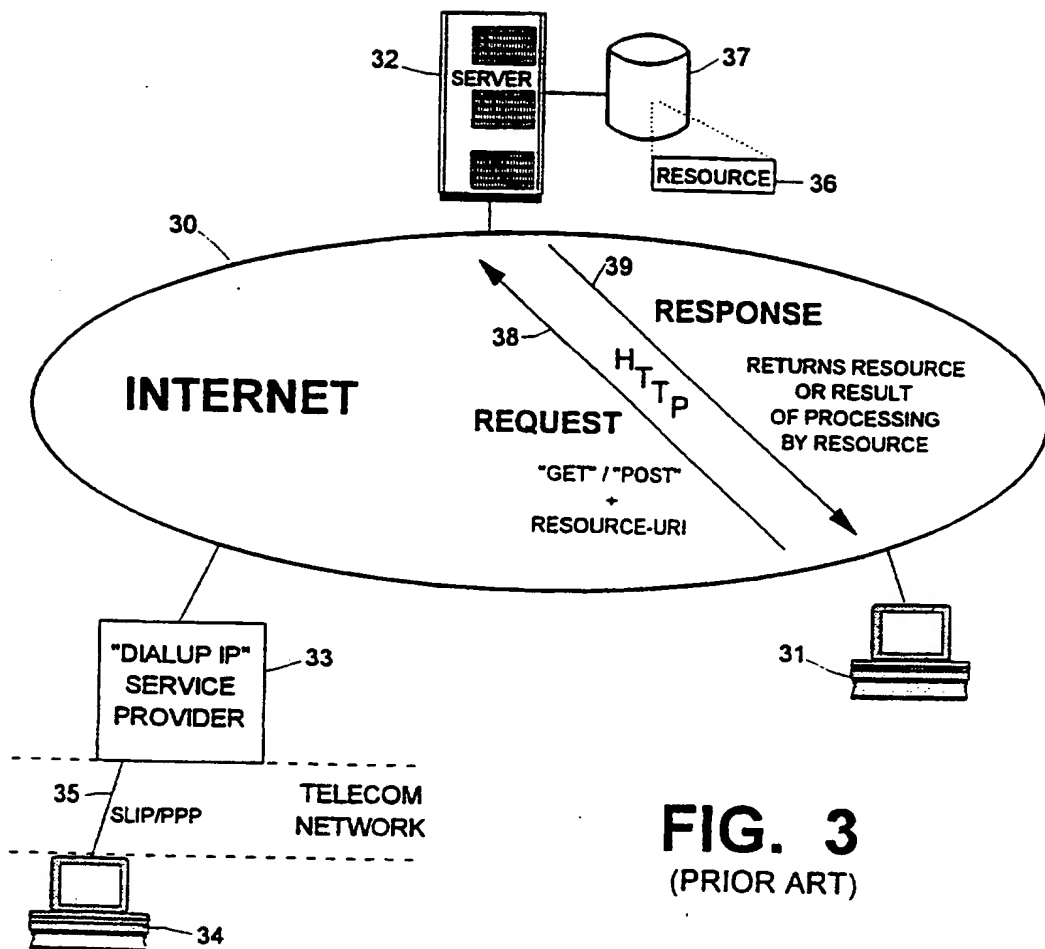 32
SERVER
37
RESOURCE
36
30
39
RESPONSE
38
HTTP
RETURNS RESOURCE
OR RESULT
OF PROCESSING
BY RESOURCE
INTERNET
REQUEST
"GET" / "POST"
+
RESOURCE-URI
"DIALUP IP"
SERVICE
PROVIDER
33
31
35
SLIP/PPP
TELECOM
NETWORK
34
FIG. 3
(PRIOR ART)